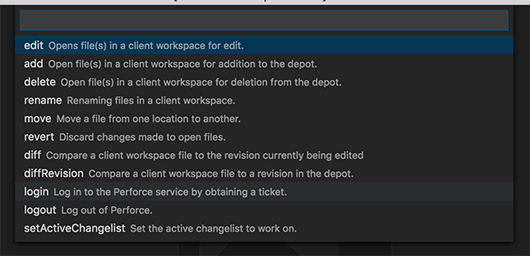 edit Opens file(s) in a client workspace for edit.
add Open file(s) in a client workspace for addition to the depot.
delete Open file(s) in a client workspace for deletion from the depot.
rename Renaming files in a client workspace.
move Move a file from one location to another.
revert Discard changes made to open files.
diff Compare a client workspace file to the revision currently being edited
diffRevision Compare a client workspace file to a revision in the depot.
login Log in to the Perforce service by obtaining a ticket.
logout Log out of Perforce.
setActiveChangelist Set the active changelist to work on.